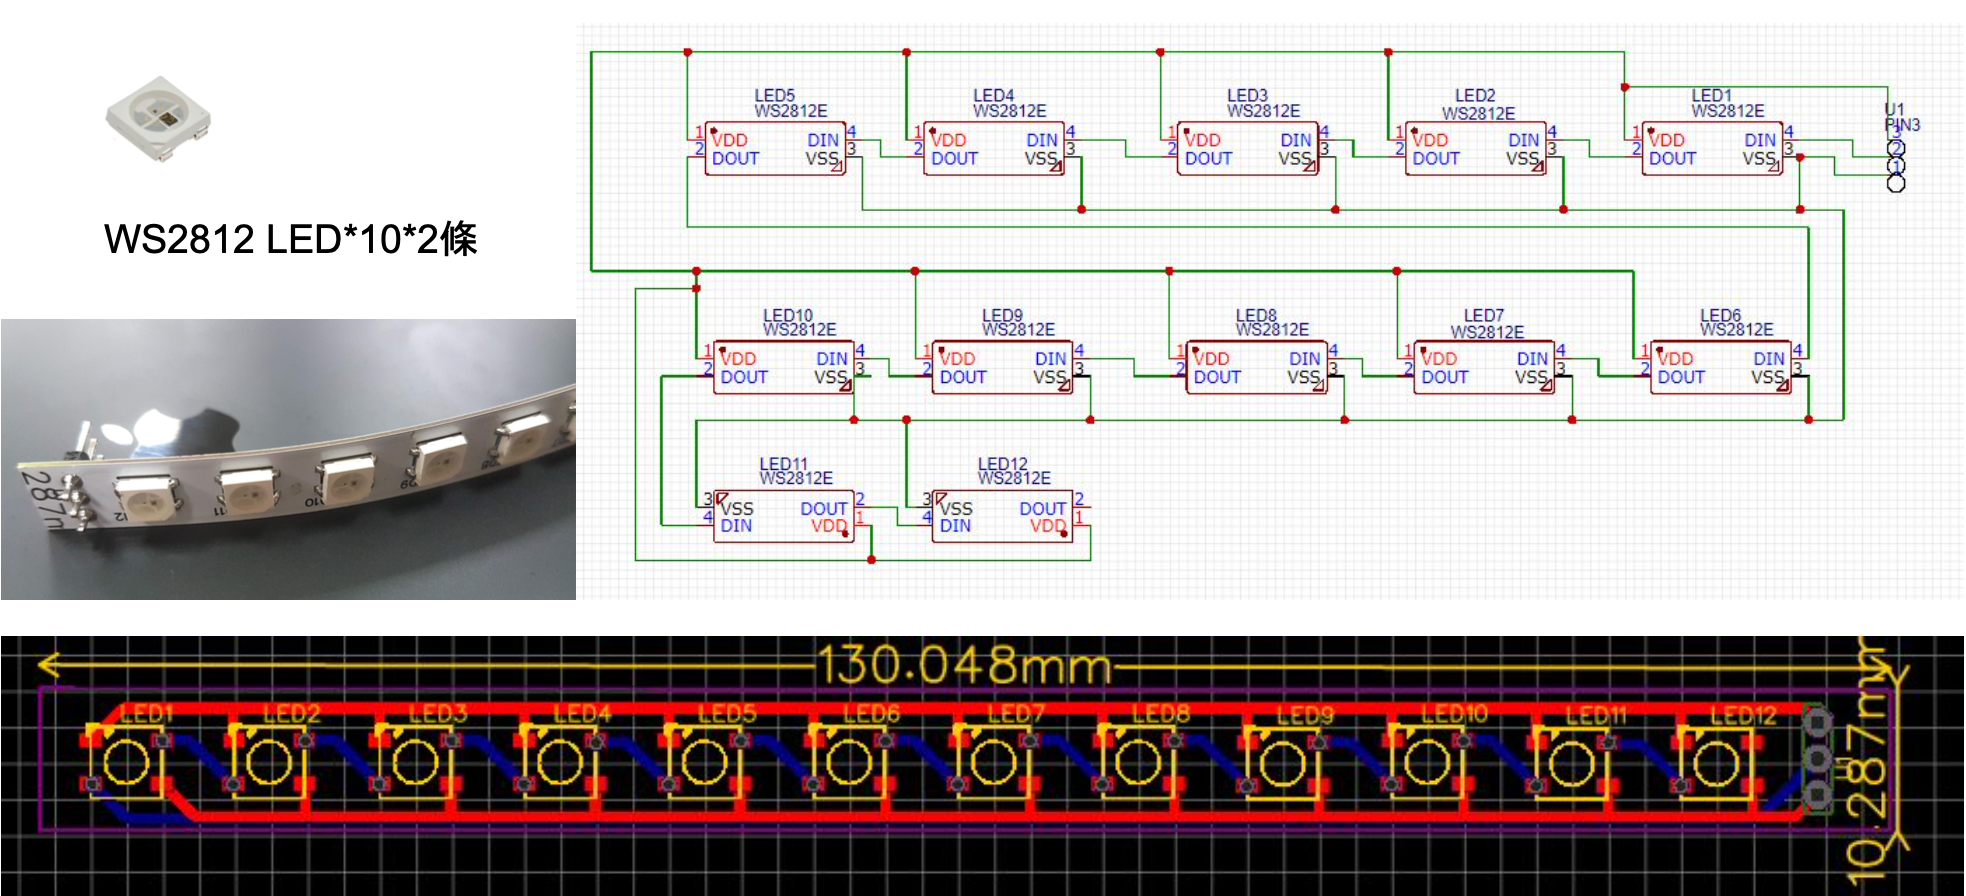 WS2812 LED*10*2條
287m
12
11
10
09
LED5
WS2812E
1 VDD DIN 4
2 DOUT VSS 3
LED4
WS2812E
1 VDD DIN 4
2 DOUT VSS 3
LED3
WS2812E
1 VDD DIN 4
2 DOUT VSS 3
LED2
WS2812E
1 VDD DIN 4
2 DOUT VSS 3
LED1
WS2812E
1 VDD DIN 4
2 DOUT VSS 3
U1
PIN3
3
2
1
LED10
WS2812E
1 VDD DIN 4
2 DOUT VSS 3
LED9
WS2812E
1 VDD DIN 4
2 DOUT VSS 3
LED8
WS2812E
1 VDD DIN 4
2 DOUT VSS 3
LED7
WS2812E
1 VDD DIN 4
2 DOUT VSS 3
LED6
WS2812E
1 VDD DIN 4
2 DOUT VSS 3
LED11
WS2812E
3 VSS DOUT 2
4 DIN VDD 1
LED12
WS2812E
3 VSS DOUT 2
4 DIN VDD 1
130.048mm
LED1 LED2 LED3 LED4 LED5 LED6 LED7 LED8 LED9 LED10 LED11 LED12
U1
10.287mm